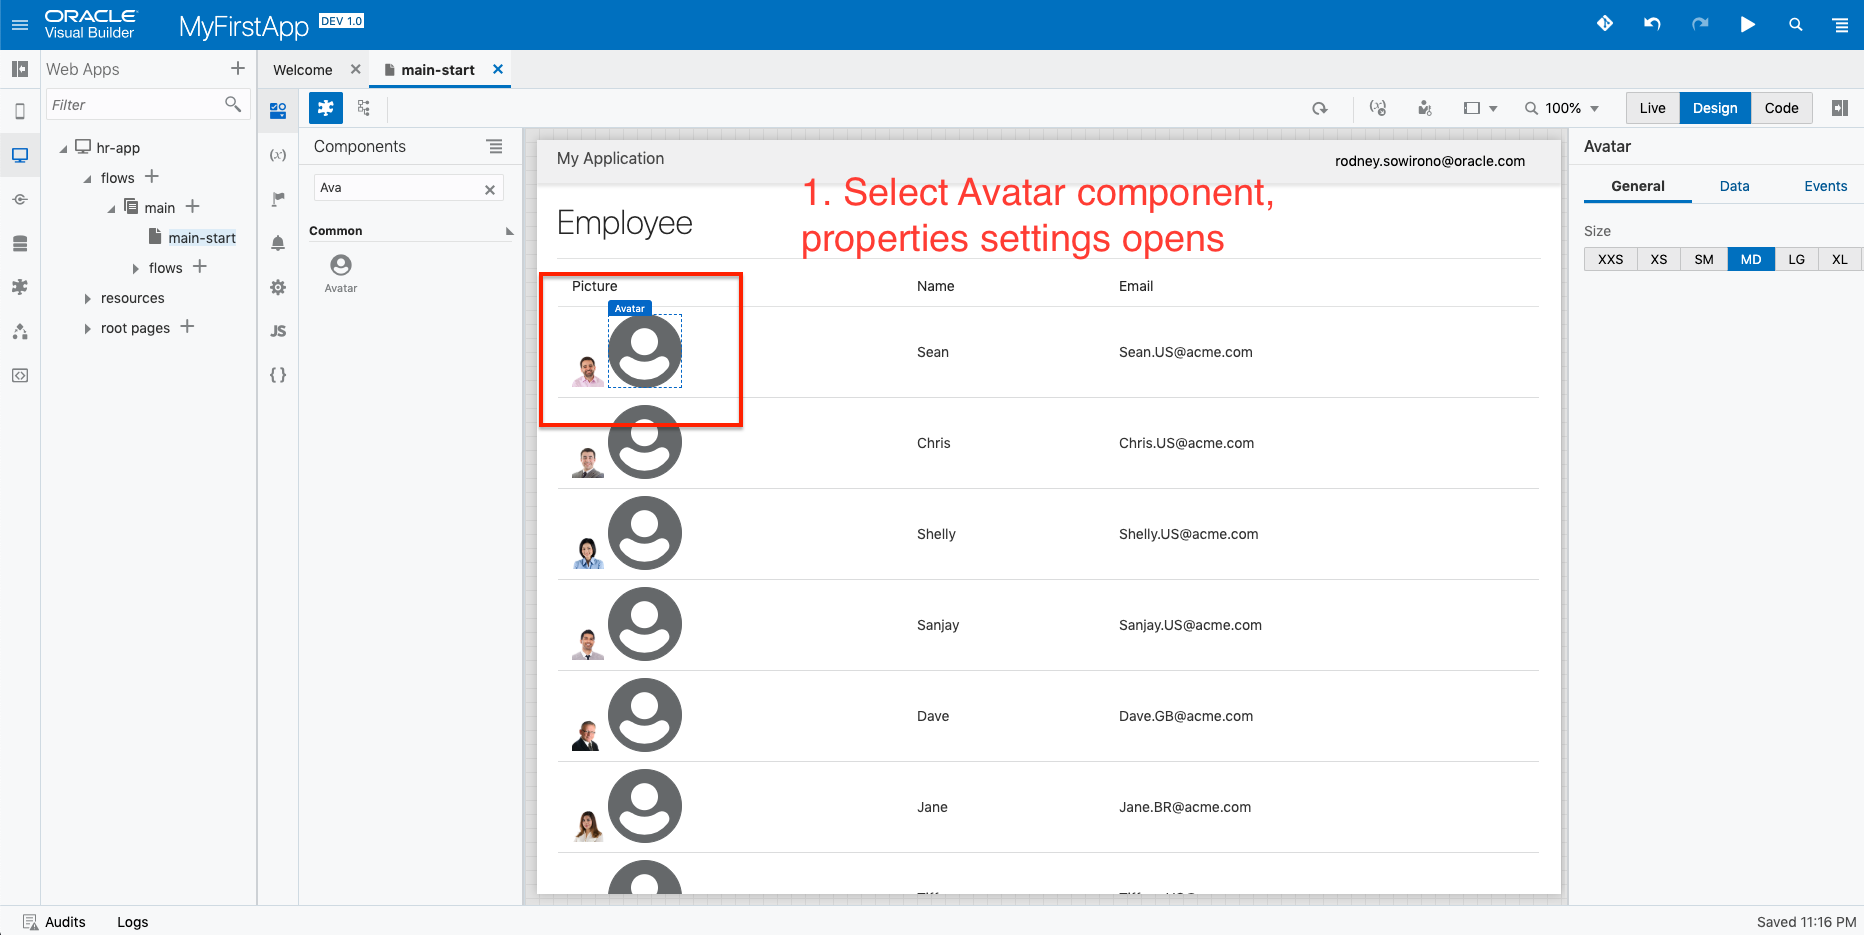 ORACLE
Visual Builder
MyFirstApp DEV 1.0
Web Apps
Welcome
main-start
Filter
100%
Live Design Code
hr-app
flows
main
main-start
flows
resources
root pages
(x)
JS
{ }
Components
Ava
Common
Avatar
My Application
rodney.sowirono@oracle.com
1. Select Avatar component,
properties settings opens
Employee
Picture Name Email
Avatar
Sean Sean.US@acme.com
Chris Chris.US@acme.com
Shelly Shelly.US@acme.com
Sanjay Sanjay.US@acme.com
Dave Dave.GB@acme.com
Jane Jane.BR@acme.com
Avatar
General Data Events
Size
XXS XS SM MD LG XL
Audits Logs
Saved 11:16 PM